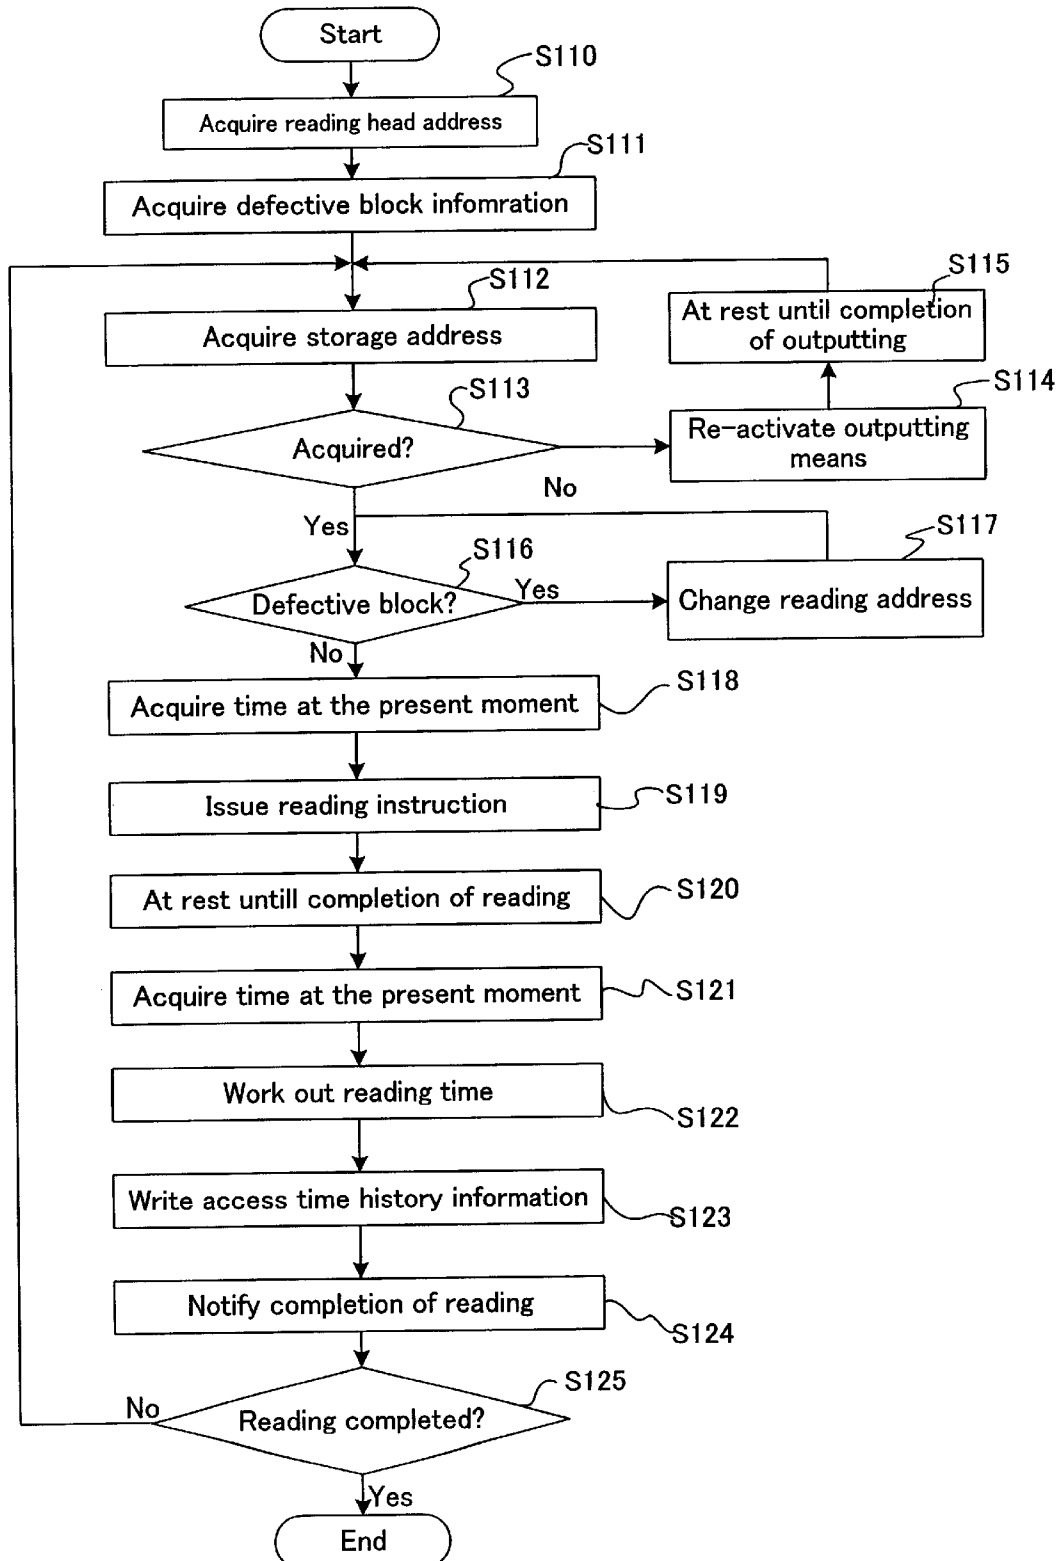 Start
S110
Acquire reading head address
S111
Acquire defective block infomration
S112
Acquire storage address
S115
At rest until completion
of outputting
S113
Acquired?
S114
Re-activate outputting
means
No
Yes
S116
Defective block?
Yes
S117
Change reading address
No
Acquire time at the present moment
S118
Issue reading instruction
S119
At rest untill completion of reading
S120
Acquire time at the present moment
S121
Work out reading time
S122
Write access time history information
S123
Notify completion of reading
S124
S125
No
Reading completed?
Yes
End